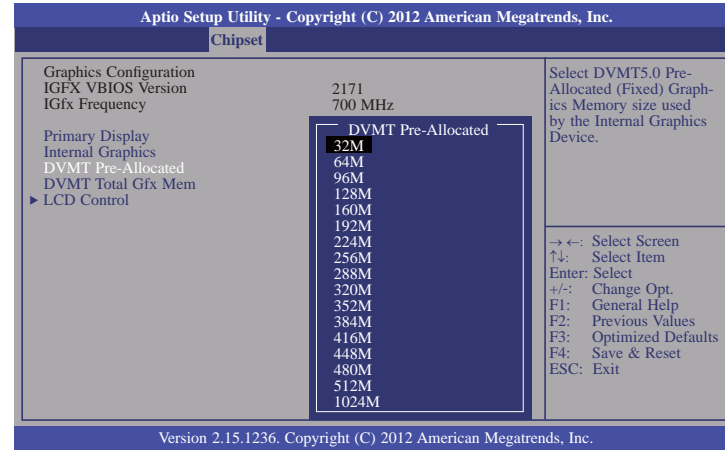 Aptio Setup Utility - Copyright (C) 2012 American Megatrends, Inc.
Chipset
Graphics Configuration
IGFX VBIOS Version 2171
IGfx Frequency 700 MHz
Primary Display
Internal Graphics
DVMT Pre-Allocated
DVMT Total Gfx Mem
▶ LCD Control
DVMT Pre-Allocated
32M
64M
96M
128M
160M
192M
224M
256M
288M
320M
352M
384M
416M
448M
480M
512M
1024M
Select DVMT5.0 Pre-
Allocated (Fixed) Graph-
ics Memory size used
by the Internal Graphics
Device.
→←: Select Screen
↑↓: Select Item
Enter: Select
+/-: Change Opt.
F1: General Help
F2: Previous Values
F3: Optimized Defaults
F4: Save & Reset
ESC: Exit
Version 2.15.1236. Copyright (C) 2012 American Megatrends, Inc.